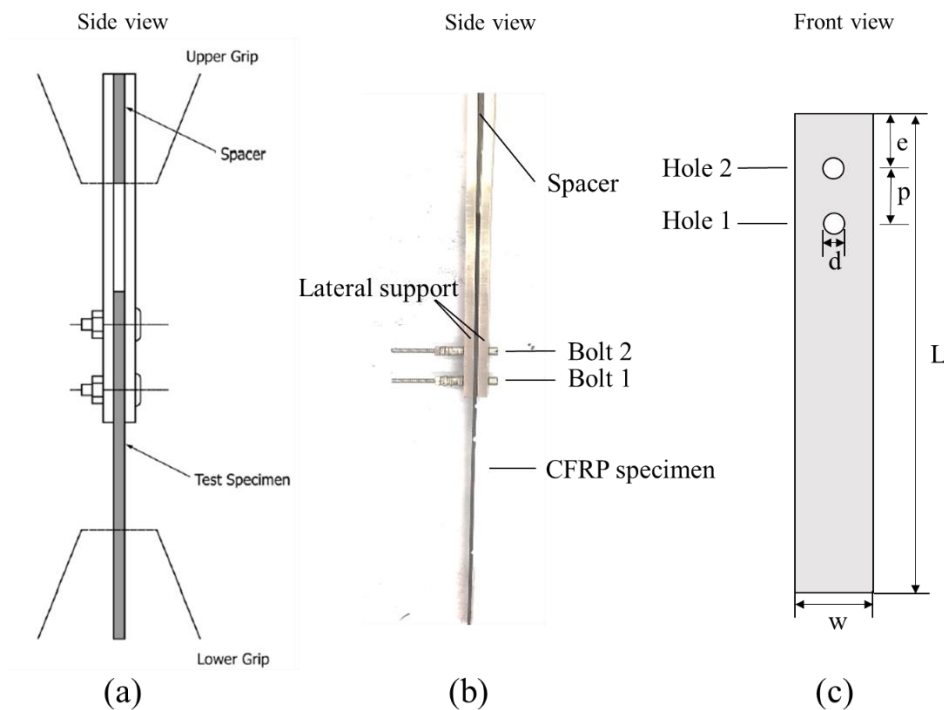 Side view
Side view
Front view
Upper Grip
Spacer
Test Specimen
Lower Grip
(a)
Spacer
Lateral support
Bolt 2
Bolt 1
CFRP specimen
(b)
Hole 2
Hole 1
e
p
d
L
w
(c)